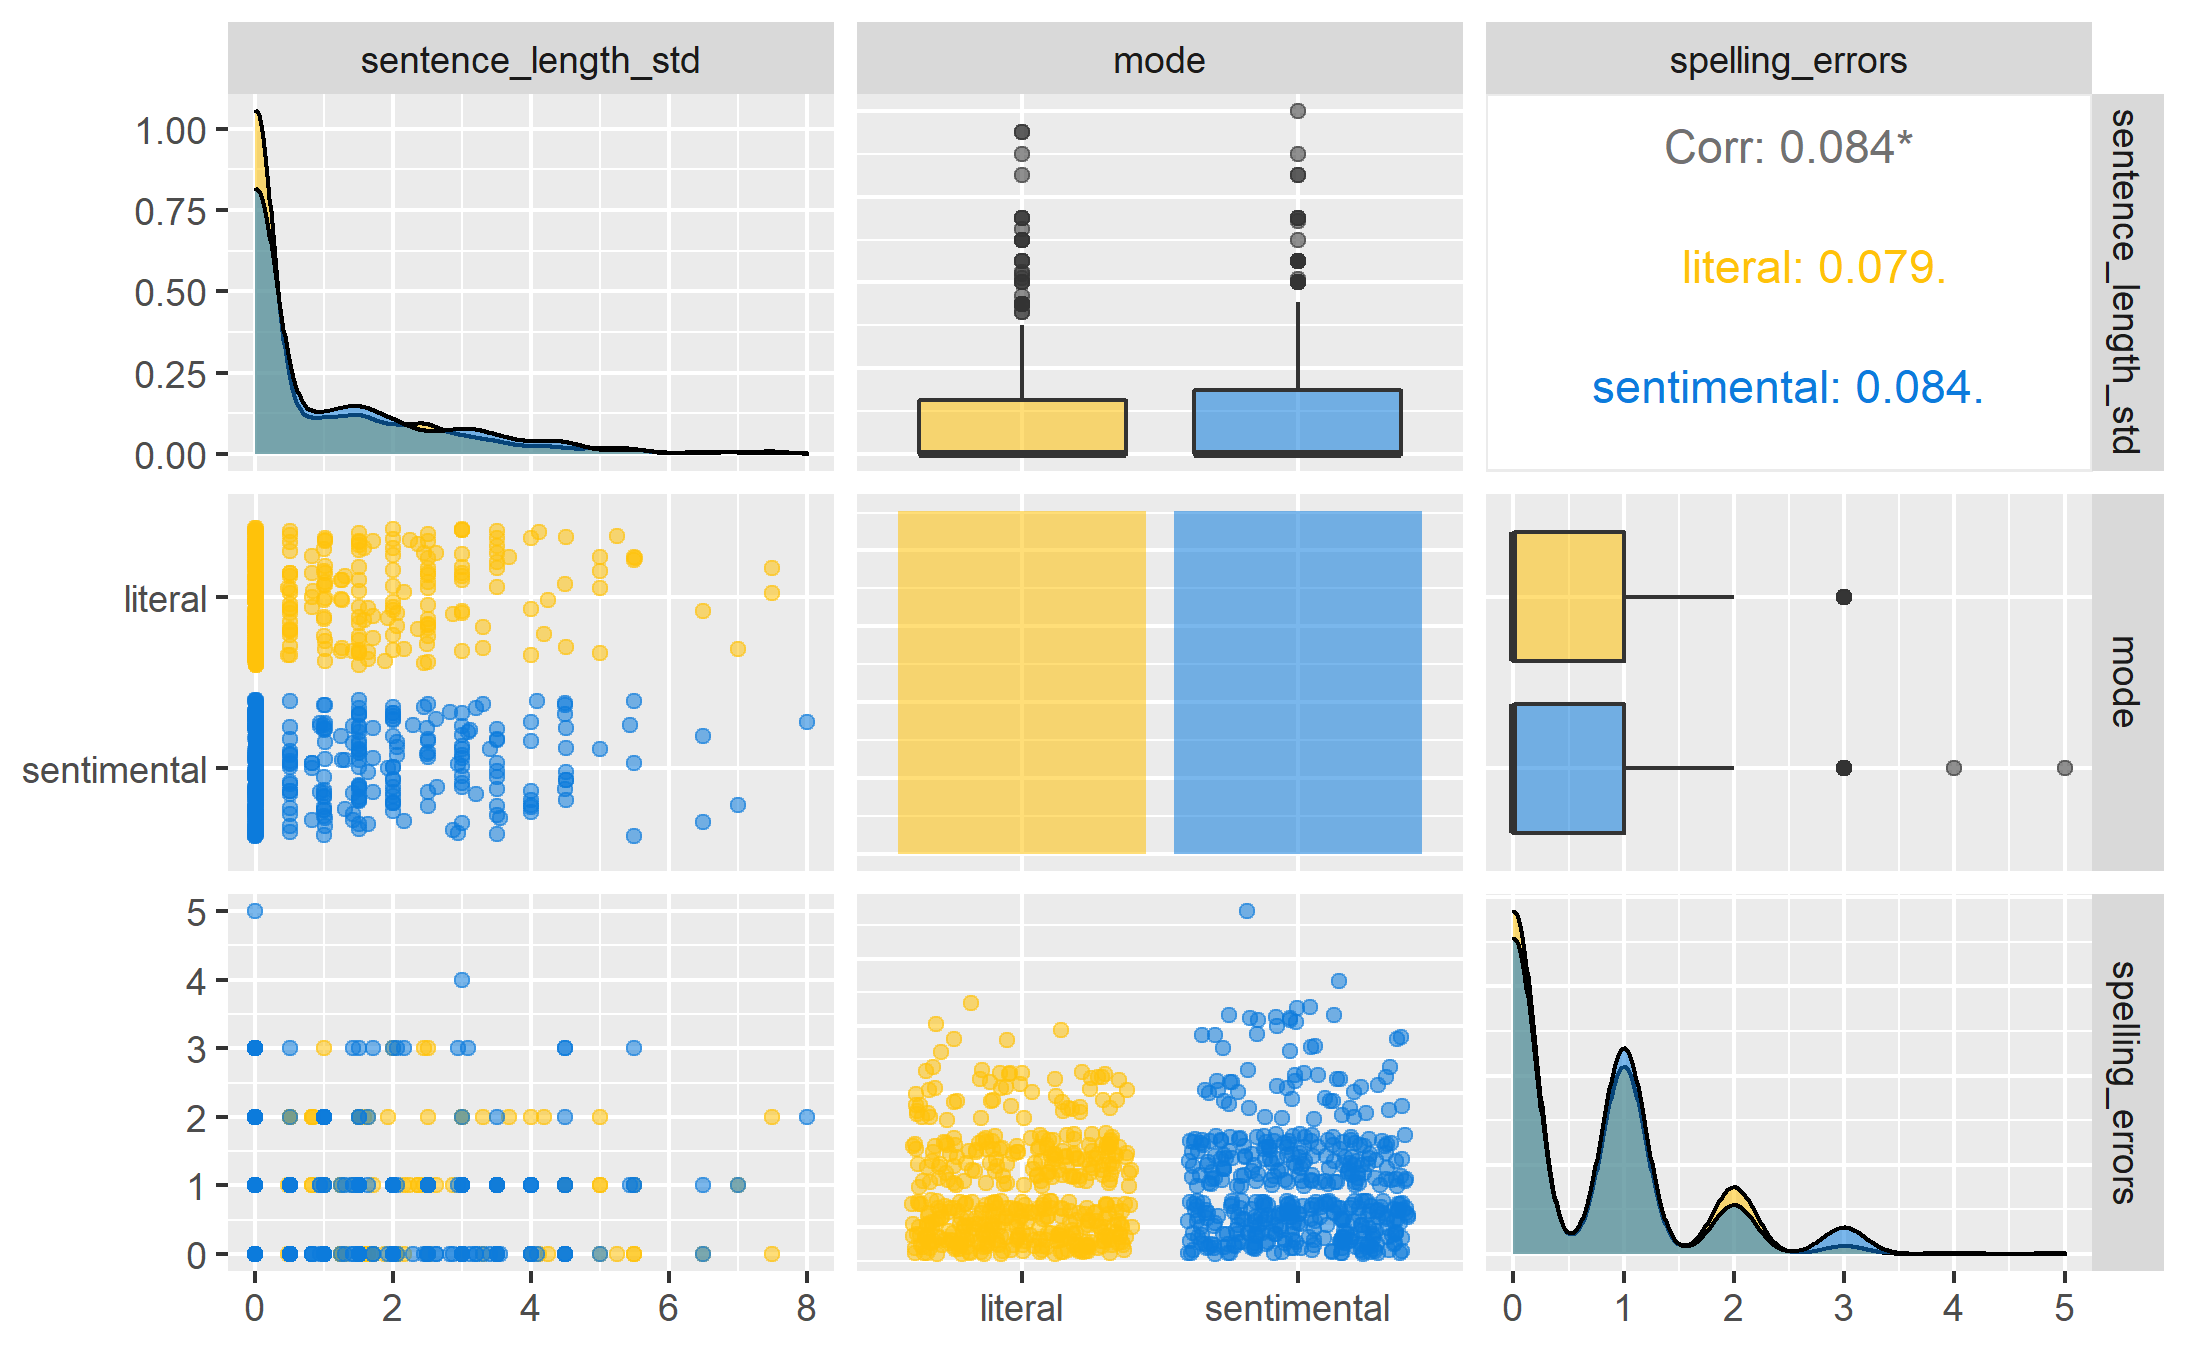 sentence_length_std
mode
spelling_errors
1.00
0.75
0.50
0.25
0.00
Corr: 0.084*
literal: 0.079.
sentimental: 0.084.
sentence_length_std
literal
sentimental
mode
5
4
3
2
1
0
spelling_errors
0 2 4 6 8
literal sentimental
0 1 2 3 4 5